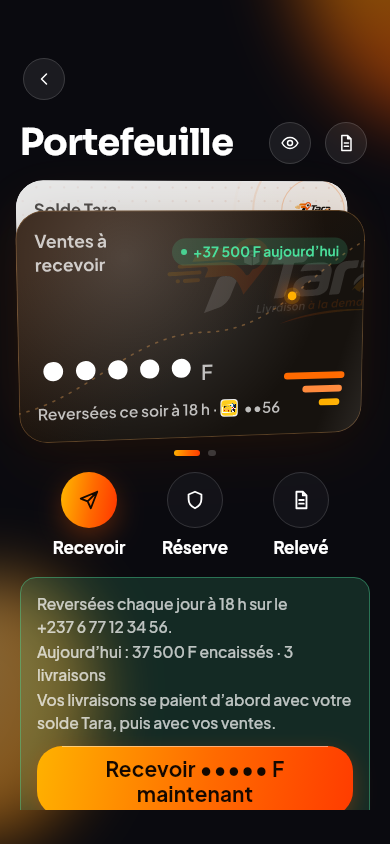 Portefeuille
Solde Tara
Tara
Ventes à
recevoir
+37 500 F aujourd'hui
Tara
Livraison à la dema
●●●●● F
Reversées ce soir à 18 h · ●●56
Recevoir
Réserve
Relevé
Reversées chaque jour à 18 h sur le
+237 6 77 12 34 56.
Aujourd'hui : 37 500 F encaissés · 3
livraisons
Vos livraisons se paient d'abord avec votre
solde Tara, puis avec vos ventes.
Recevoir ●●●●● F
maintenant